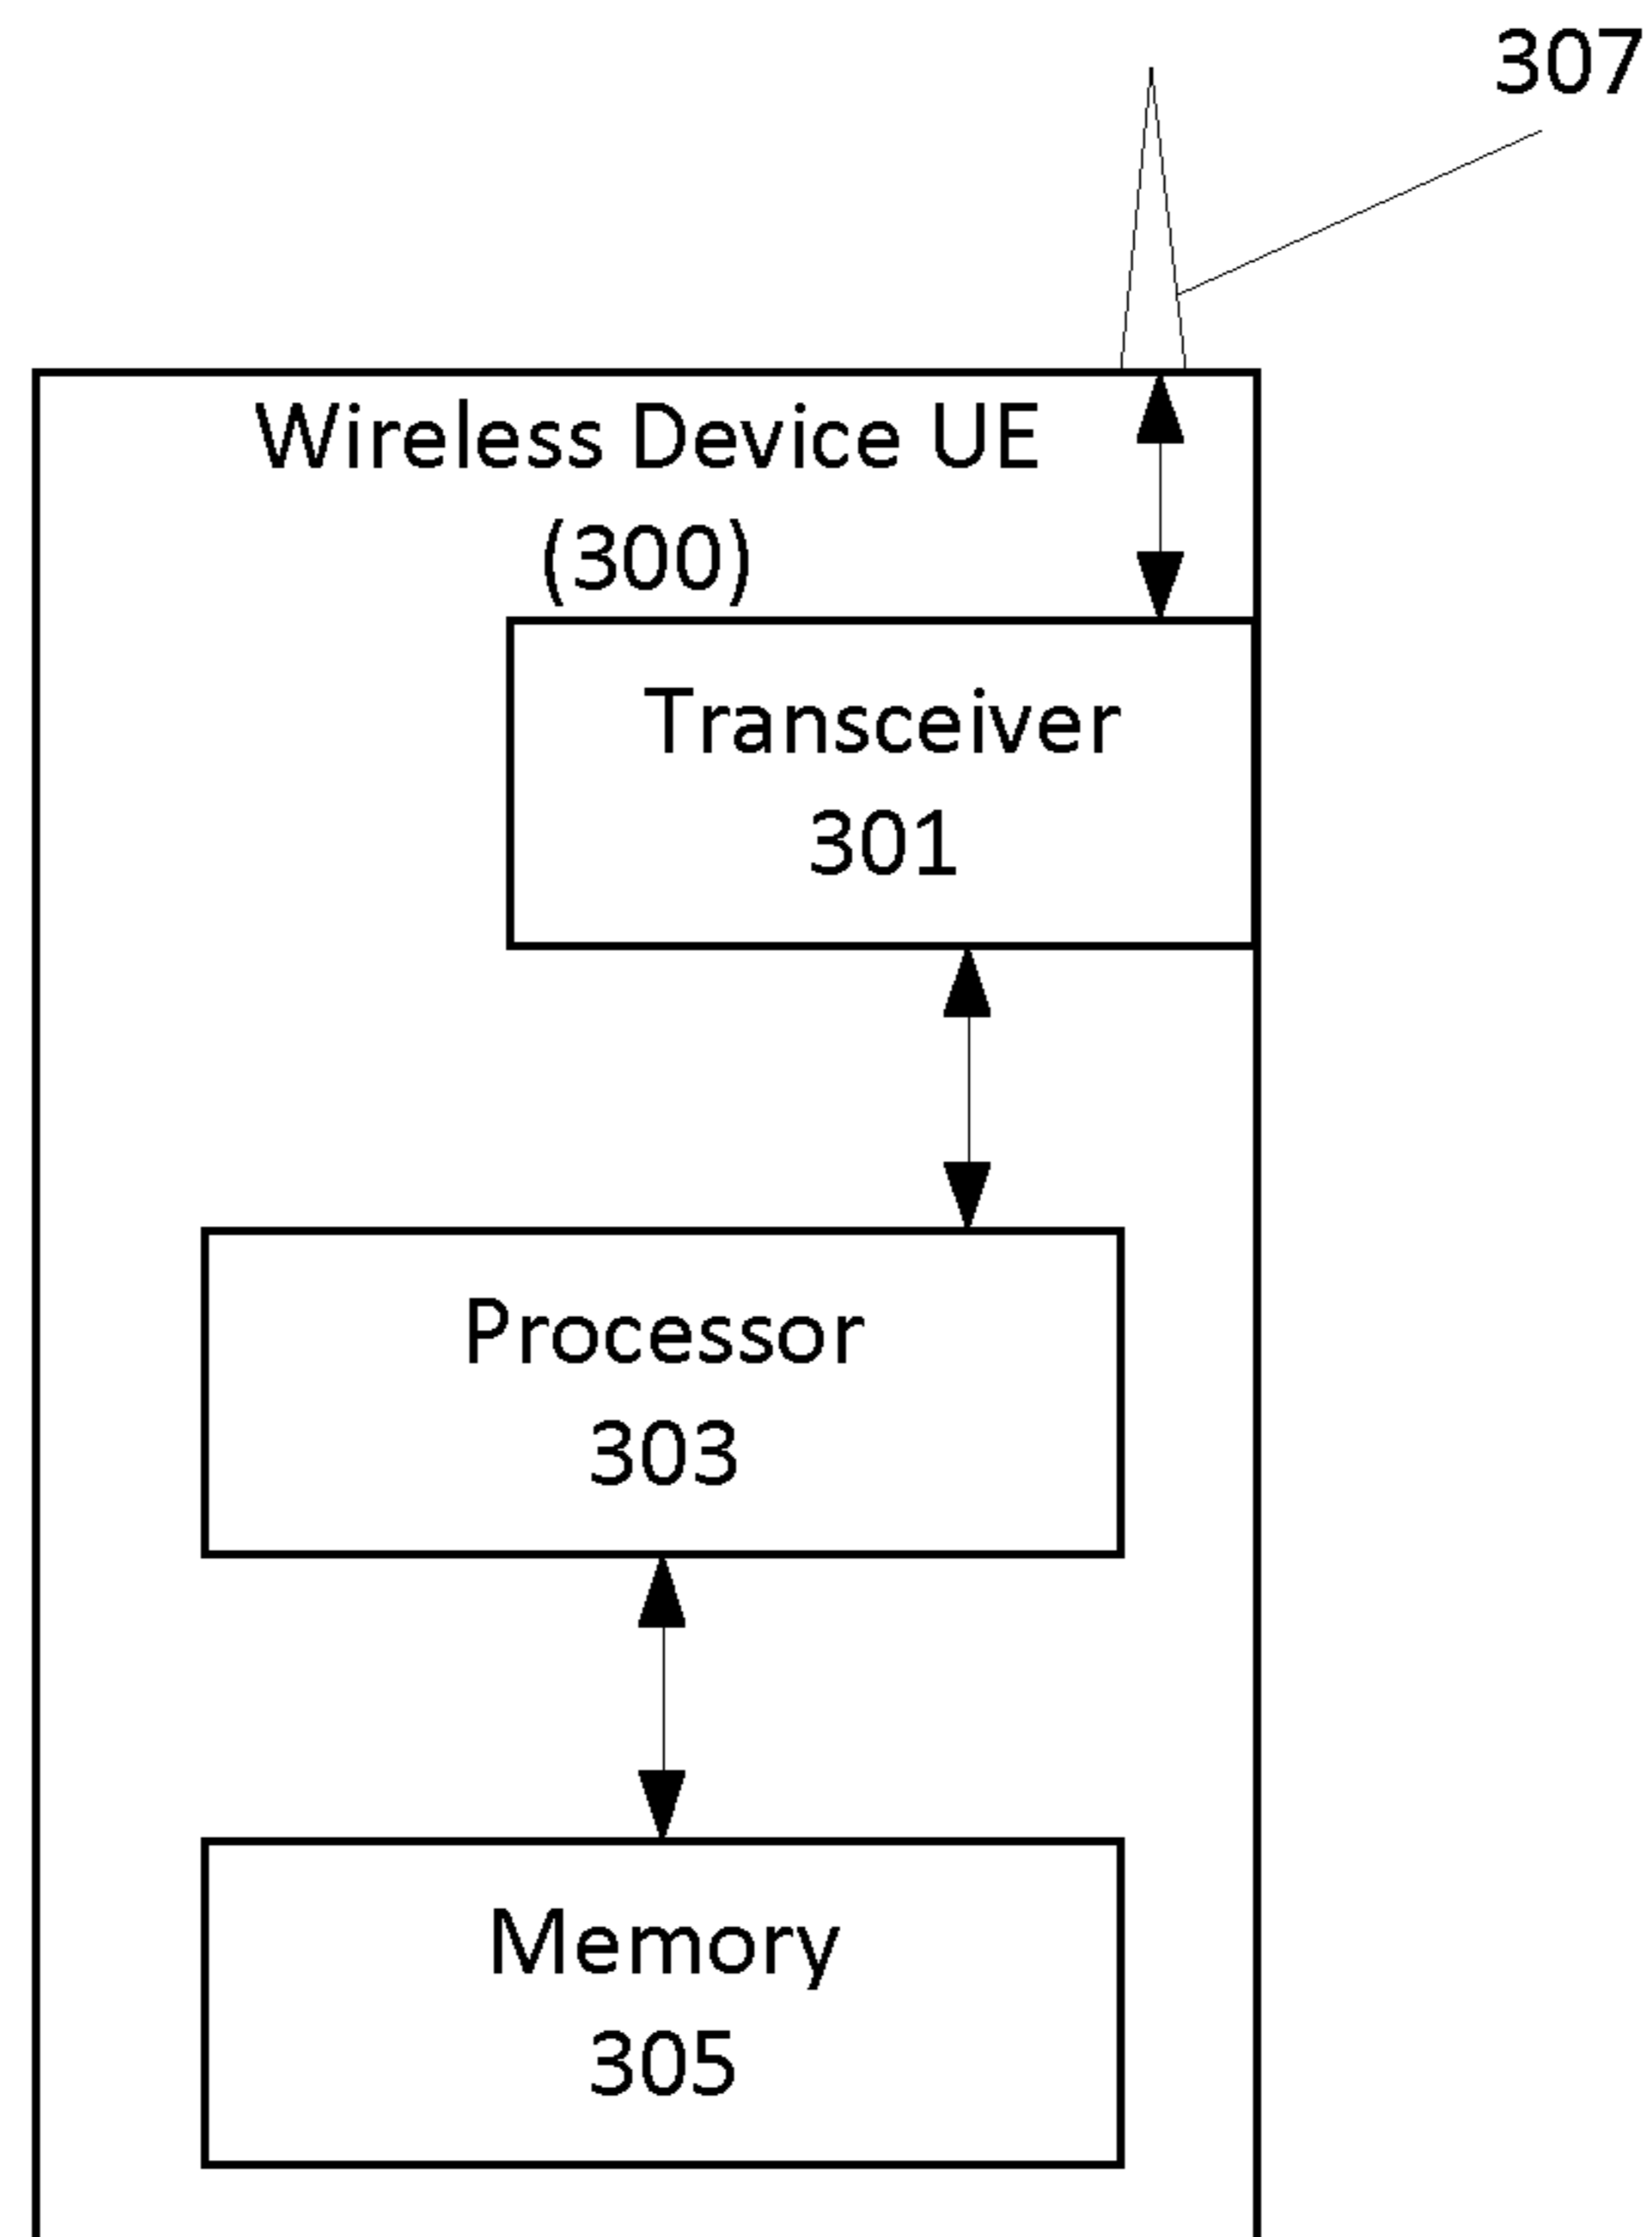 307
Wireless Device UE
(300)
Transceiver
301
Processor
303
Memory
305